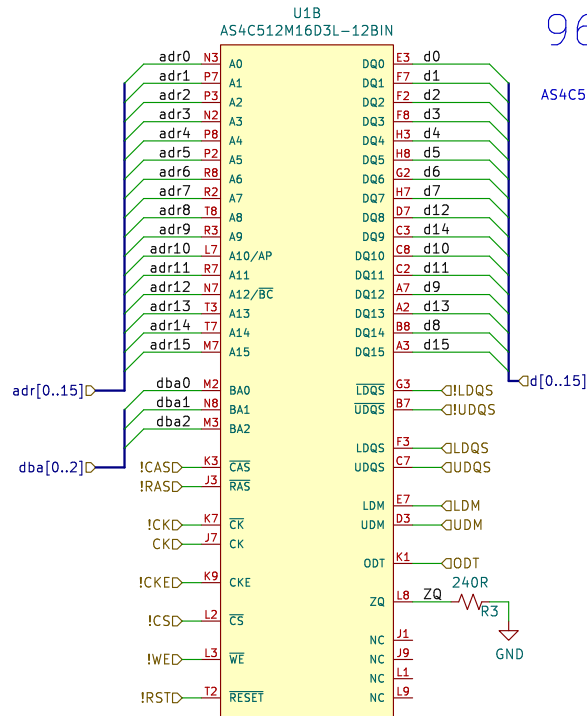 U1B
AS4C512M16D3L-12BIN
96
AS4C5
adr0 N3 A0 DQ0 E3 d0
adr1 P7 A1 DQ1 F7 d1
adr2 P3 A2 DQ2 F2 d2
adr3 N2 A3 DQ3 F8 d3
adr4 P8 A4 DQ4 H3 d4
adr5 P2 A5 DQ5 H8 d5
adr6 R8 A6 DQ6 G2 d6
adr7 R2 A7 DQ7 H7 d7
adr8 T8 A8 DQ8 D7 d12
adr9 R3 A9 DQ9 C3 d14
adr10 L7 A10/AP DQ10 C8 d10
adr11 R7 A11 DQ11 C2 d11
adr12 N7 A12/BC DQ12 A7 d9
adr13 T3 A13 DQ13 A2 d13
adr14 T7 A14 DQ14 B8 d8
adr15 M7 A15 DQ15 A3 d15
d[0..15]
adr[0..15] dba0 M2 BA0 LDQS G3 !LDQS
dba1 N8 BA1 UDQS B7 !UDQS
dba2 M3 BA2
LDQS F3 LDQS
dba[0..2] !CAS K3 CAS UDQS C7 UDQS
!RAS J3 RAS
LDM E7 LDM
!CK K7 CK UDM D3 UDM
CK J7 CK
ODT K1 ODT
!CKE K9 CKE 240R
ZQ L8 ZQ R3
!CS L2 CS
NC J1
GND
!WE L3 WE NC J9
NC L1
!RST T2 RESET NC L9